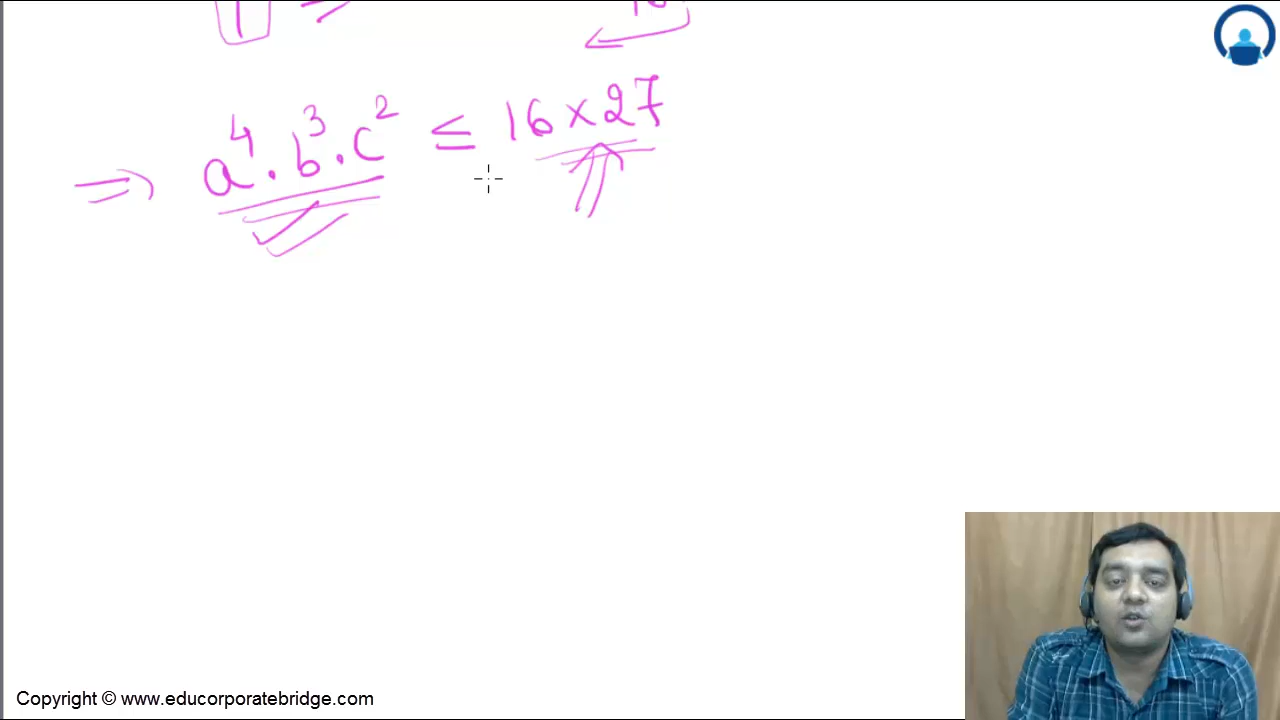 ⇒ a⁴ · b³ · c² ≤ 16 × 27
Copyright © www.educorporatebridge.com